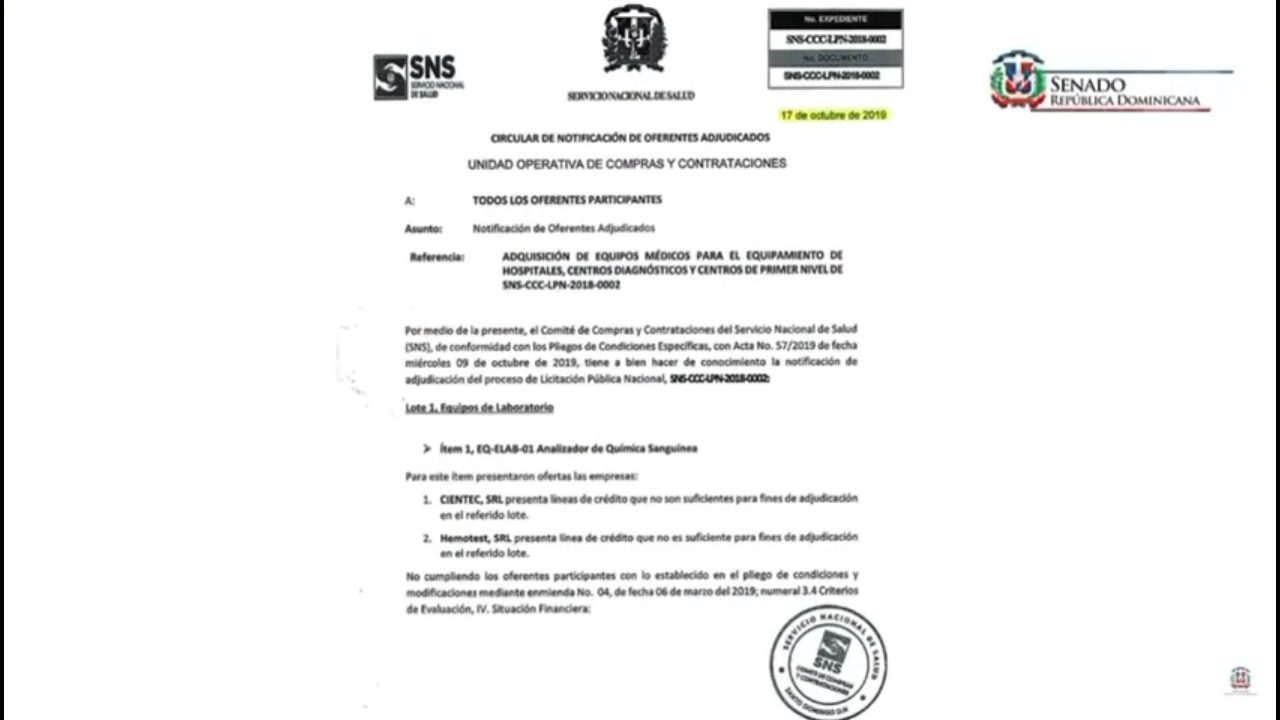 No. EXPEDIENTE
SNS-CCC-LPN-2018-0002
No. DOCUMENTO
SNS-CCC-LPN-2018-0002
SNS
SERVICIO NACIONAL
DE SALUD
SERVICIO NACIONAL DE SALUD
SENADO
REPÚBLICA DOMINICANA
17 de octubre de 2019
CIRCULAR DE NOTIFICACIÓN DE OFERENTES ADJUDICADOS
UNIDAD OPERATIVA DE COMPRAS Y CONTRATACIONES
A: TODOS LOS OFERENTES PARTICIPANTES
Asunto: Notificación de Oferentes Adjudicados
Referencia: ADQUISICIÓN DE EQUIPOS MÉDICOS PARA EL EQUIPAMIENTO DE
HOSPITALES, CENTROS DIAGNÓSTICOS Y CENTROS DE PRIMER NIVEL DE
SNS-CCC-LPN-2018-0002
Por medio de la presente, el Comité de Compras y Contrataciones del Servicio Nacional de Salud
(SNS), de conformidad con los Pliegos de Condiciones Específicas, con Acta No. 57/2019 de fecha
miércoles 09 de octubre de 2019, tiene a bien hacer de conocimiento la notificación de
adjudicación del proceso de Licitación Pública Nacional, SNS-CCC-LPN-2018-0002:
Lote 1, Equipos de Laboratorio
➤ Ítem 1, EQ-ELAB-01 Analizador de Química Sanguínea
Para este ítem presentaron ofertas las empresas:
1. CIENTEC, SRL presenta líneas de crédito que no son suficientes para fines de adjudicación
en el referido lote.
2. Hemotest, SRL presenta línea de crédito que no es suficiente para fines de adjudicación
en el referido lote.
No cumpliendo los oferentes participantes con lo establecido en el pliego de condiciones y
modificaciones mediante enmienda No. 04, de fecha 06 de marzo del 2019; numeral 3.4 Criterios
de Evaluación, IV. Situación Financiera:
SERVICIO NACIONAL DE SALUD
SNS
COMITÉ DE COMPRAS
Y CONTRATACIONES
SANTO DOMINGO D.N